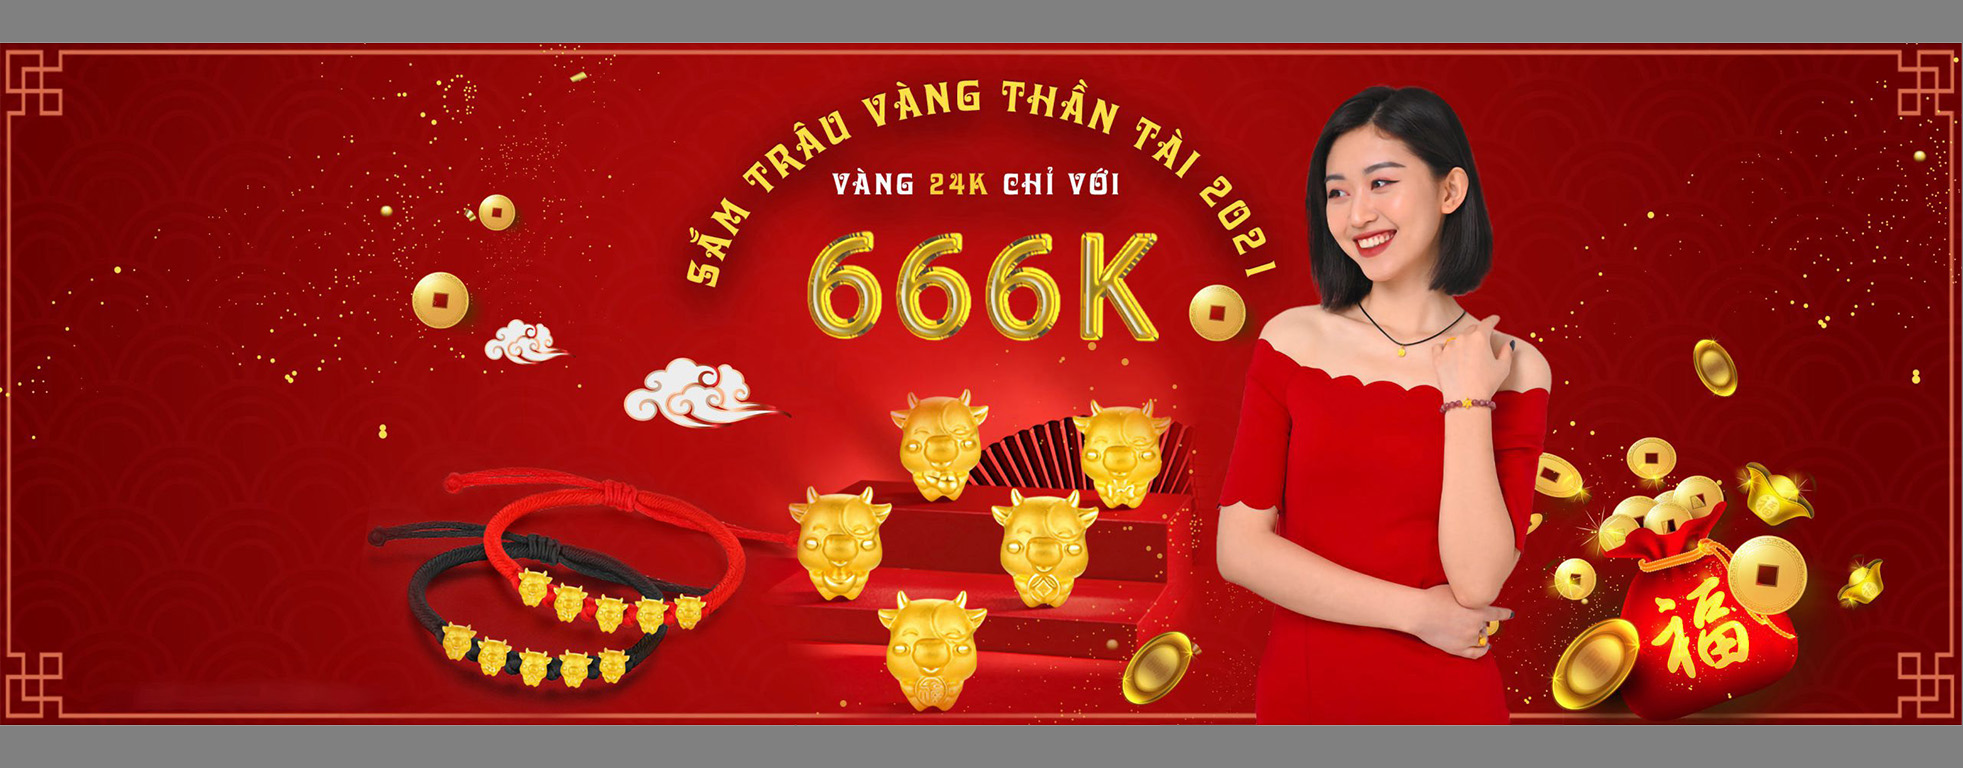 SẮM TRÂU VÀNG THẦN TÀI 2021
VÀNG 24K CHỈ VỚI
666K
福